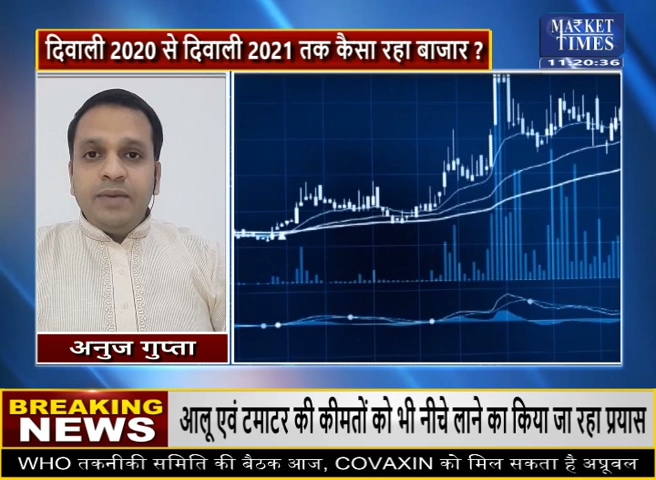 दिवाली 2020 से दिवाली 2021 तक कैसा रहा बाजार ?
MARKET
TIMES
11:20:36
अनुज गुप्ता
BREAKING
NEWS
आलू एवं टमाटर की कीमतों को भी नीचे लाने का किया जा रहा प्रयास
WHO तकनीकी समिति की बैठक आज, COVAXIN को मिल सकता है अप्रूवल